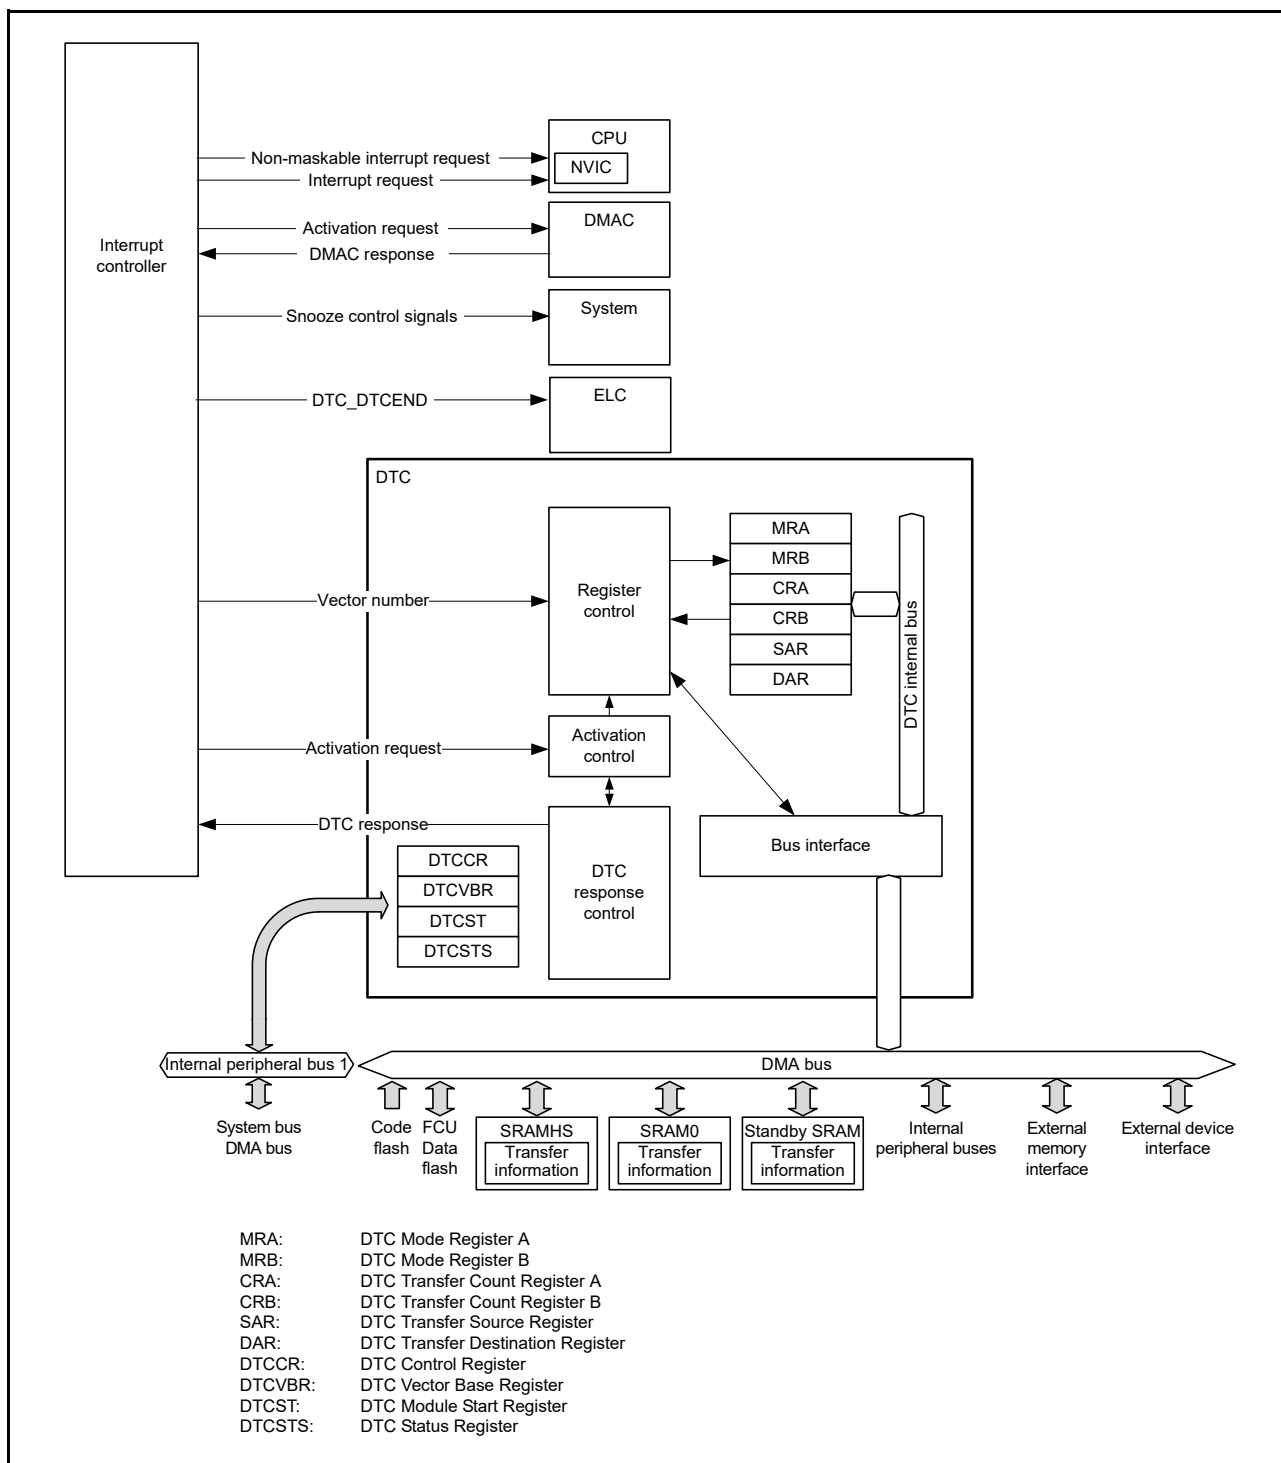 Interrupt
controller
CPU
NVIC
Non-maskable interrupt request
Interrupt request
DMAC
Activation request
DMAC response
System
Snooze control signals
ELC
DTC_DTCEND
DTC
Register
control
MRA
MRB
CRA
CRB
SAR
DAR
DTC internal bus
Vector number
Activation
control
Activation request
DTC response
DTC
response
control
Bus interface
DTCCR
DTCVBR
DTCST
DTCSTS
Internal peripheral bus 1
DMA bus
System bus
DMA bus
Code
flash
FCU
Data
flash
SRAMHS
Transfer
information
SRAM0
Transfer
information
Standby SRAM
Transfer
information
Internal
peripheral buses
External
memory
interface
External device
interface
MRA: DTC Mode Register A
MRB: DTC Mode Register B
CRA: DTC Transfer Count Register A
CRB: DTC Transfer Count Register B
SAR: DTC Transfer Source Register
DAR: DTC Transfer Destination Register
DTCCR: DTC Control Register
DTCVBR: DTC Vector Base Register
DTCST: DTC Module Start Register
DTCSTS: DTC Status Register